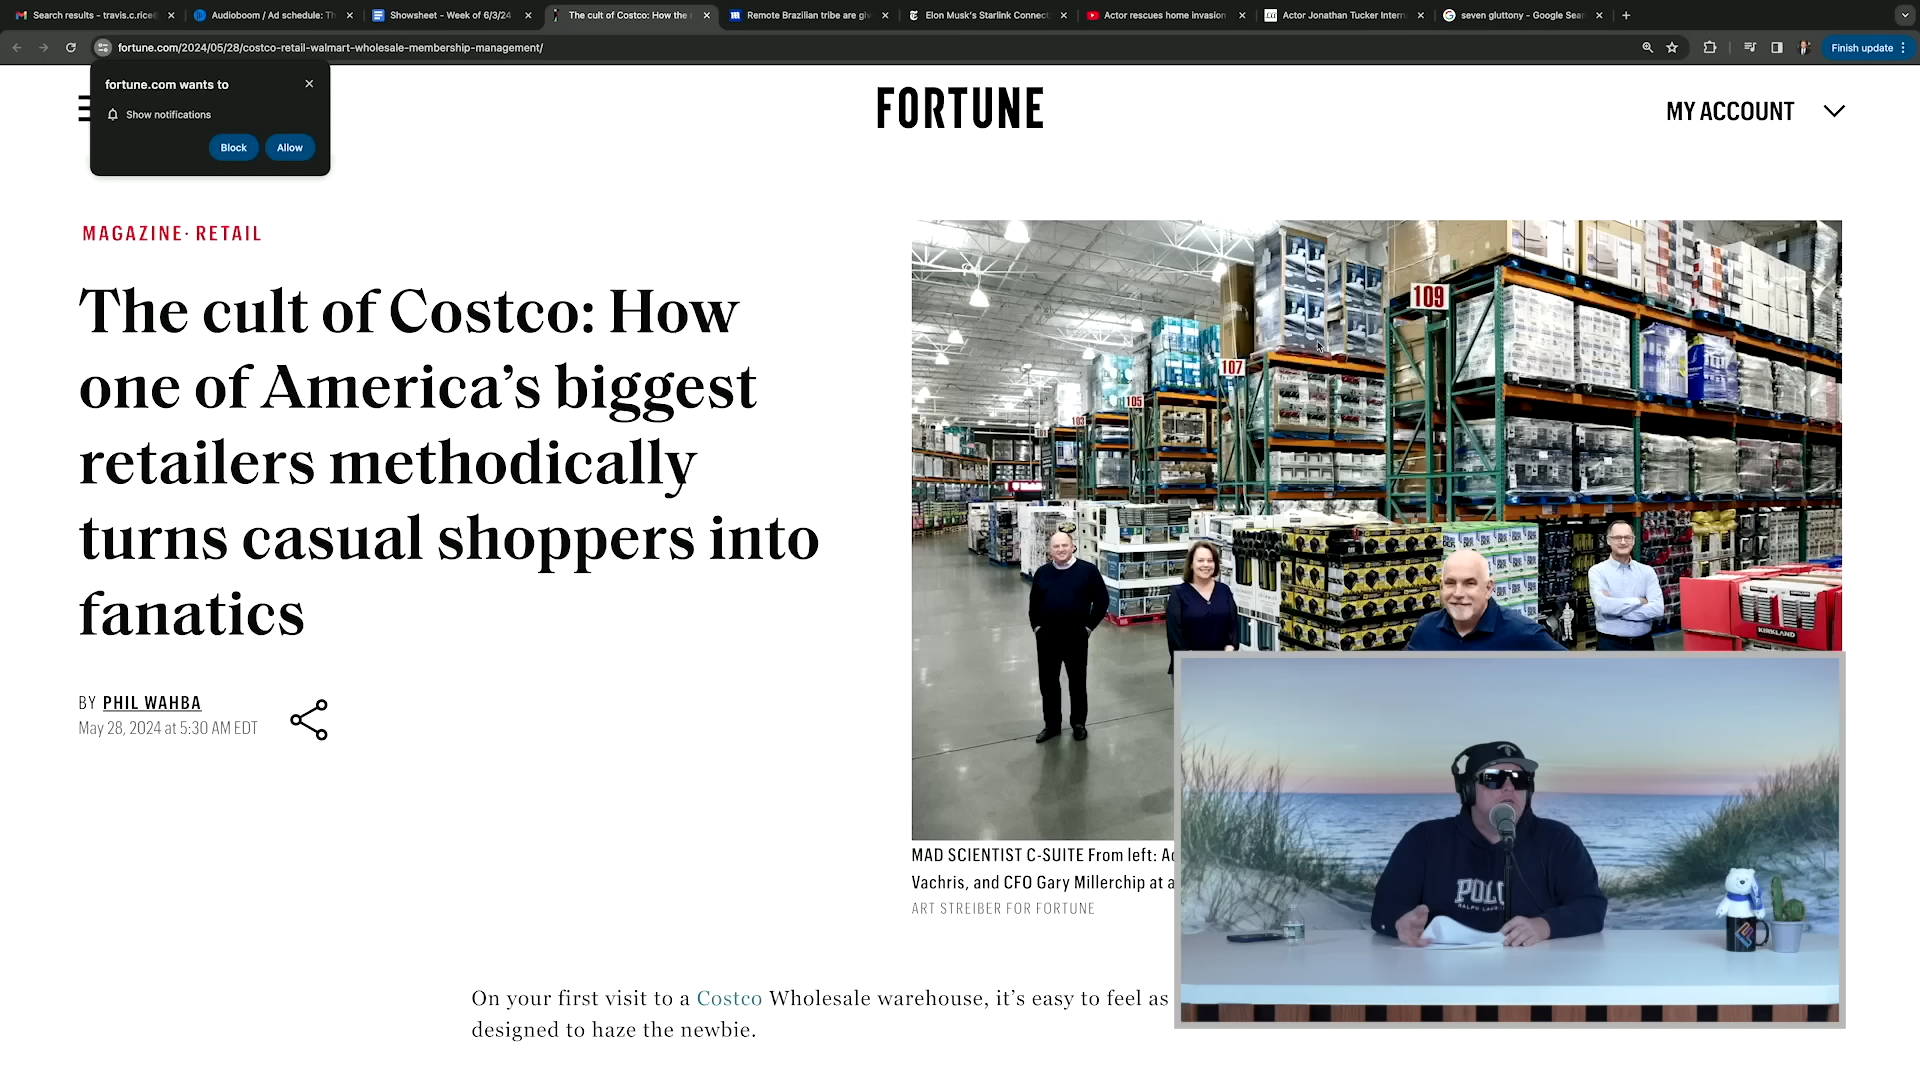 Search results - travis.c.rice
Audioboom / Ad schedule: Th
Showsheet - Week of 6/3/24
The cult of Costco: How the
Remote Brazilian tribe are giv
Elon Musk's Starlink Connect
Actor rescues home invasion
Actor Jonathan Tucker Interru
seven gluttony - Google Sear
fortune.com/2024/05/28/costco-retail-walmart-wholesale-membership-management/
Finish update
fortune.com wants to
Show notifications
Block Allow
FORTUNE
MY ACCOUNT
MAGAZINE· RETAIL
The cult of Costco: How
one of America's biggest
retailers methodically
turns casual shoppers into
fanatics
BY PHIL WAHBA
May 28, 2024 at 5:30 AM EDT
109
107
105
103
KIRKLAND
MAD SCIENTIST C-SUITE From left:
Vachris, and CFO Gary Millerchip at a
ART STREIBER FOR FORTUNE
POLO
On your first visit to a Costco Wholesale warehouse, it's easy to feel as
designed to haze the newbie.